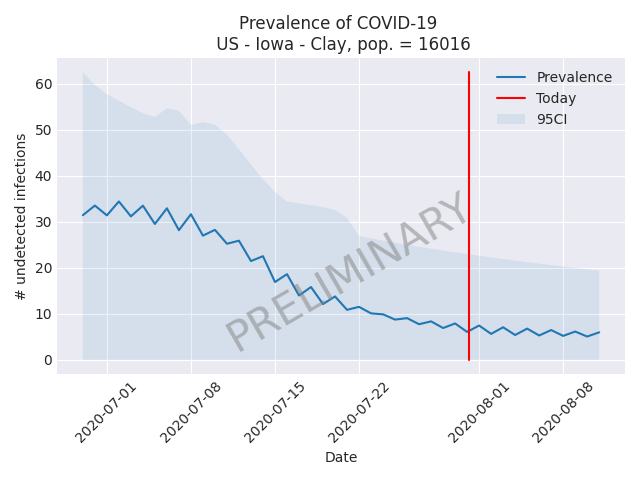 Prevalence of COVID-19
US - Iowa - Clay, pop. = 16016
60
50
40
30
20
10
0
# undetected infections
Prevalence
Today
95CI
PRELIMINARY
2020-07-01
2020-07-08
2020-07-15
2020-07-22
2020-08-01
2020-08-08
Date